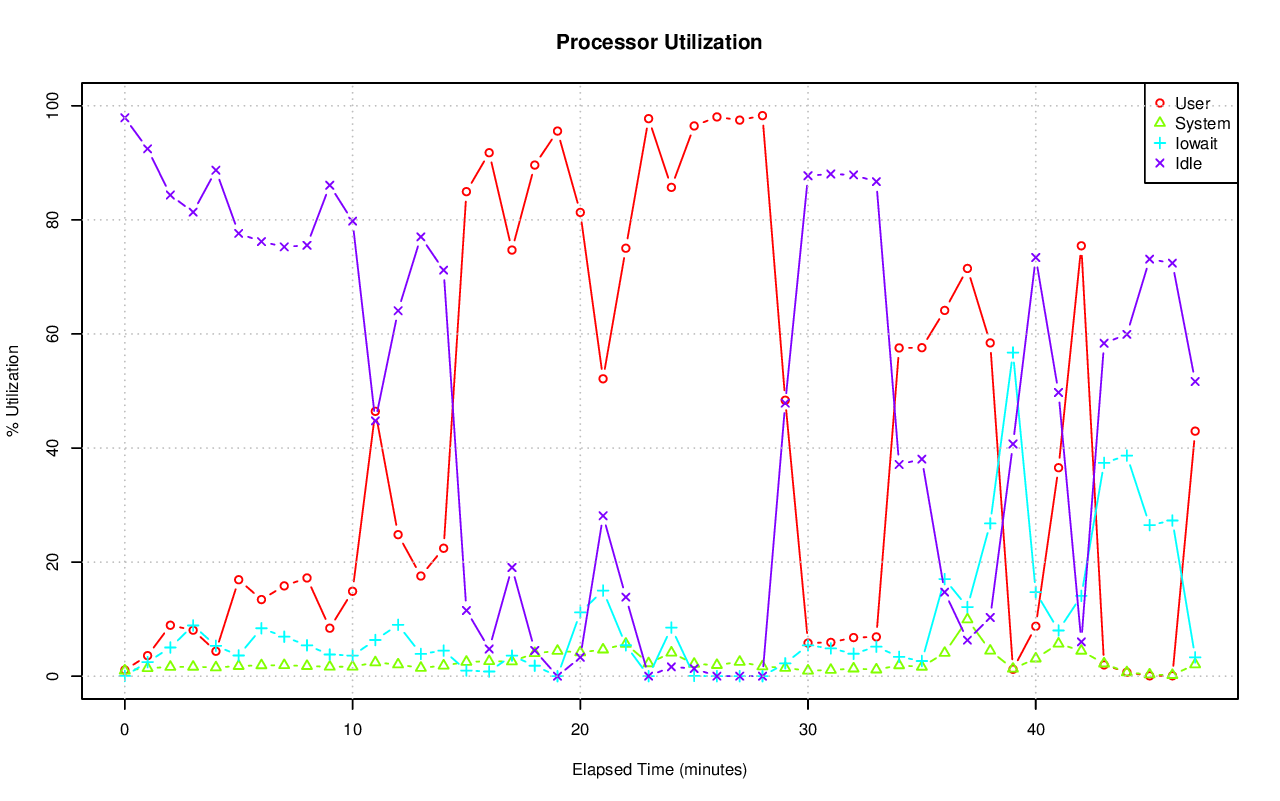 Processor Utilization
User
System
Iowait
Idle
% Utilization
0
20
40
60
80
100
0
10
20
30
40
Elapsed Time (minutes)